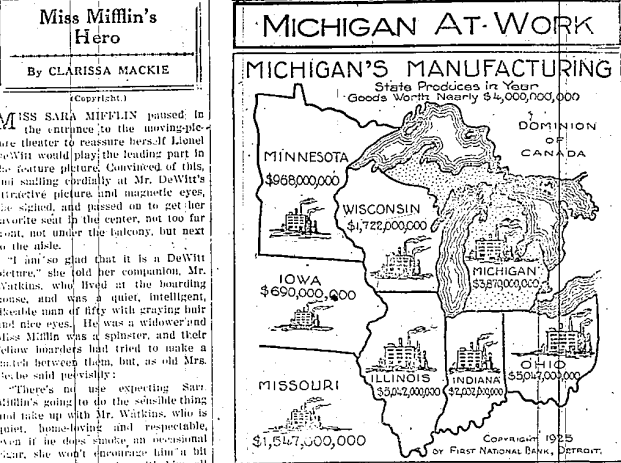 Miss Mifflin's
Hero
By CLARISSA MACKIE
(Copyright.)
MISS SARA MIFFLIN paused in
the entrance to the moving-pic-
ture theater to reassure herself Lionel
DeWitt would play the leading part in
the feature picture. Convinced of this,
and smiling cordially at Mr. DeWitt's
attractive picture and magnetic eyes,
she sighed, and passed on to get her
favorite seat in the center, not too far
front, not under the balcony, but next
to the aisle.
"I am so glad that it is a DeWitt
picture," she told her companion, Mr.
Watkins, who lived at the boarding
house, and was a quiet, intelligent,
likeable man of fifty with graying hair
and nice eyes. He was a widower and
Miss Mifflin was a spinster, and their
fellow boarders had tried to make a
match between them, but, as old Mrs.
said peevishly:
"There's no use expecting Sara
Mifflin's going to do the sensible thing
and take up with Mr. Watkins, who is
quiet, home-loving and respectable,
even if he does smoke an occasional
cigar, she won't encourage him a bit
MICHIGAN AT WORK
MICHIGAN'S MANUFACTURING
State Produces in Year
Goods Worth Nearly $4,000,000,000
DOMINION
OF
CANADA
MINNESOTA
$968,000,000
WISCONSIN
$1,722,000,000
MICHIGAN
$3,870,000,000
IOWA
$690,000,000
ILLINOIS
$5,042,000,000
INDIANA
OHIO
$5,047,000,000
MISSOURI
$1,547,000,000
COPYRIGHT 1925
BY FIRST NATIONAL BANK, DETROIT.